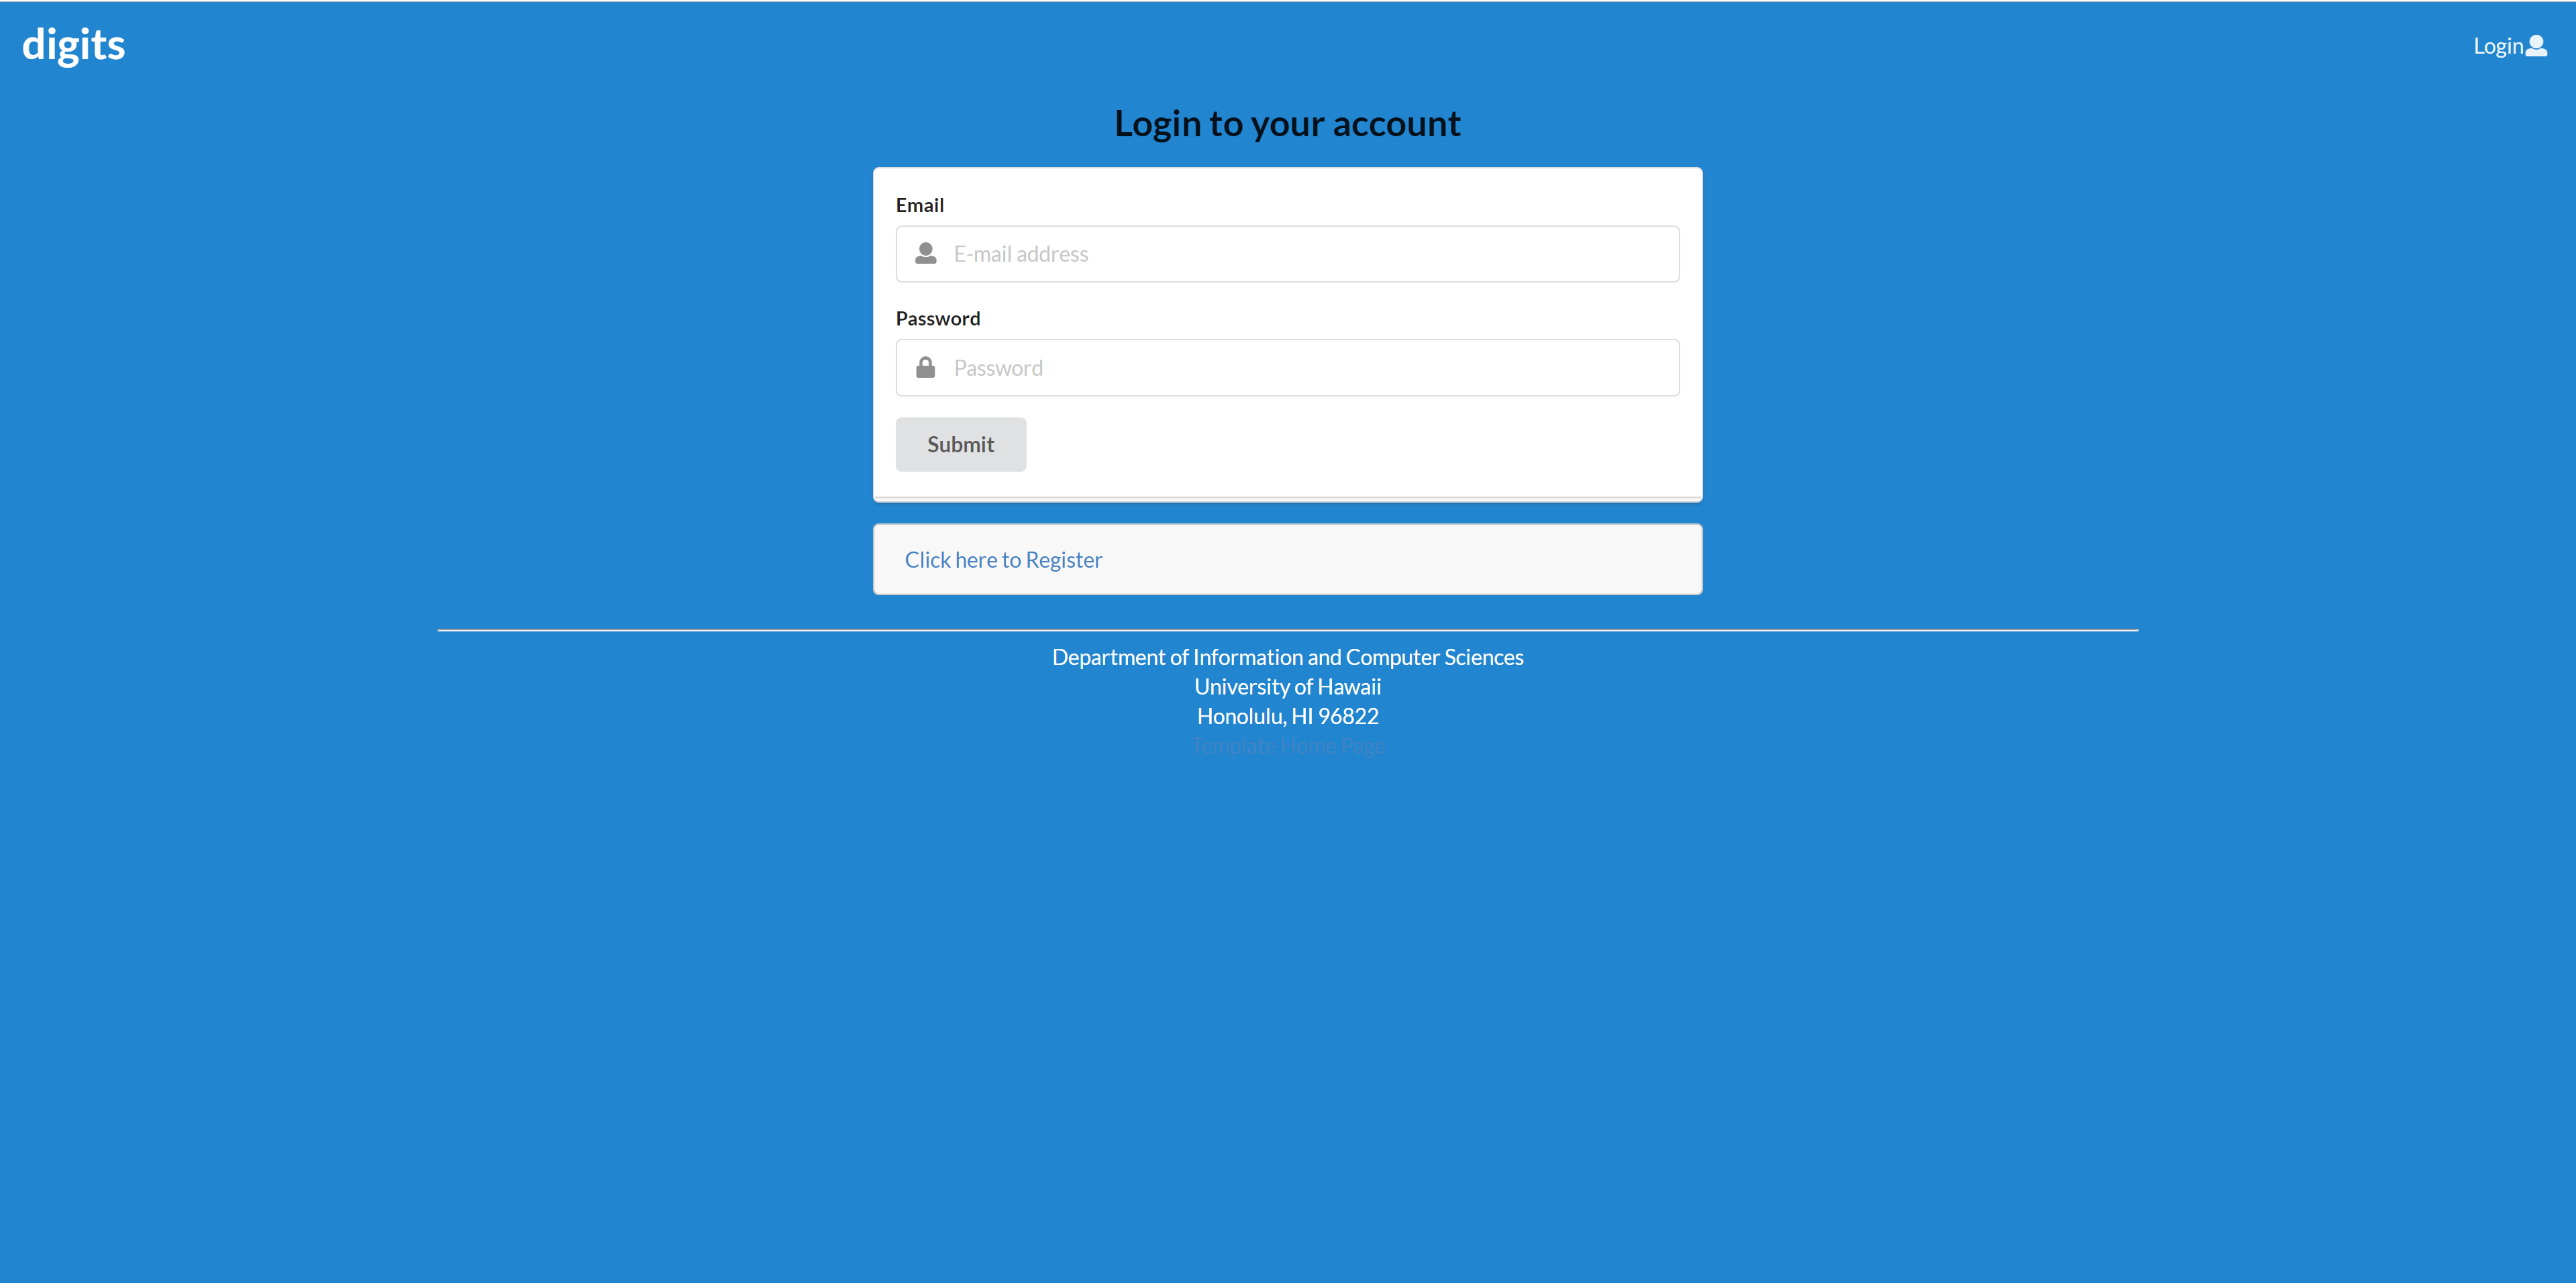 digits
Login
Login to your account
Email
E-mail address
Password
Password
Submit
Click here to Register
Department of Information and Computer Sciences
University of Hawaii
Honolulu, HI 96822
Template Home Page